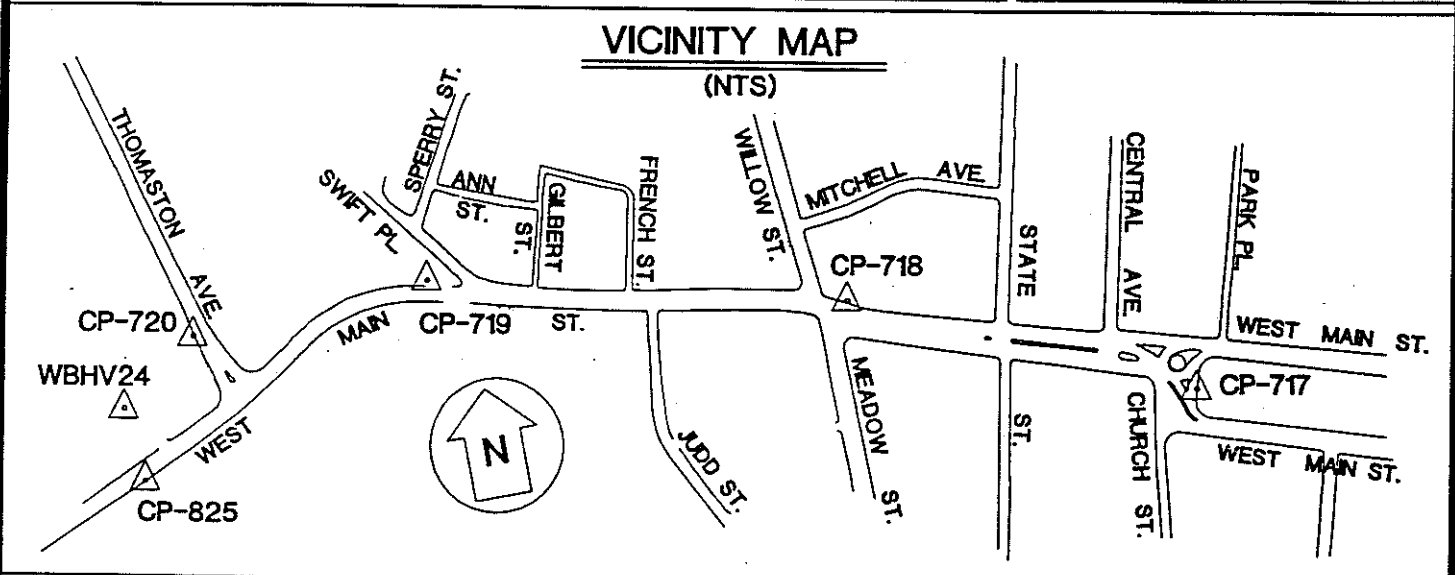 VICINITY MAP
(NTS)
THOMASTON AVE.
SPERRY ST.
SWIFT PL.
ANN ST.
GILBERT ST.
FRENCH ST.
WILLOW ST.
MITCHELL AVE.
STATE ST.
CENTRAL AVE.
PARK PL.
CP-720
WBHV24
CP-825
WEST MAIN ST.
CP-719
CP-718
JUDD ST.
MEADOW ST.
CHURCH ST.
CP-717
WEST MAIN ST.
WEST MAIN ST.
N